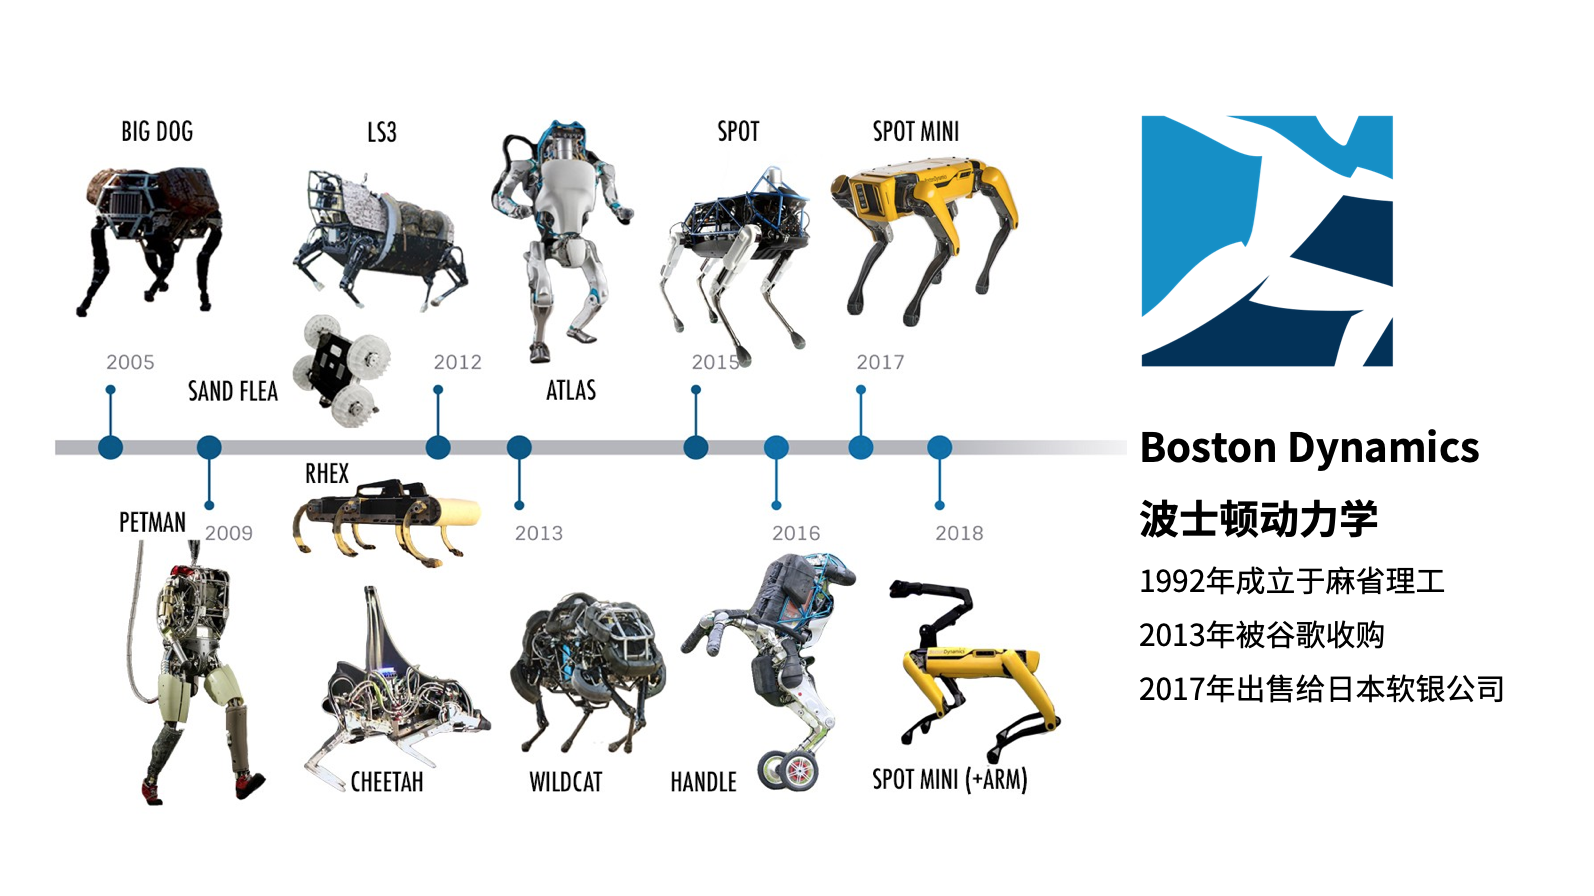 BIG DOG
LS3
SPOT
SPOT MINI
2005
2012
2015
2017
SAND FLEA
ATLAS
RHEX
PETMAN
2009
2013
2016
2018
CHEETAH
WILDCAT
HANDLE
SPOT MINI (+ARM)
Boston Dynamics
波士顿动力学
1992年成立于麻省理工
2013年被谷歌收购
2017年出售给日本软银公司